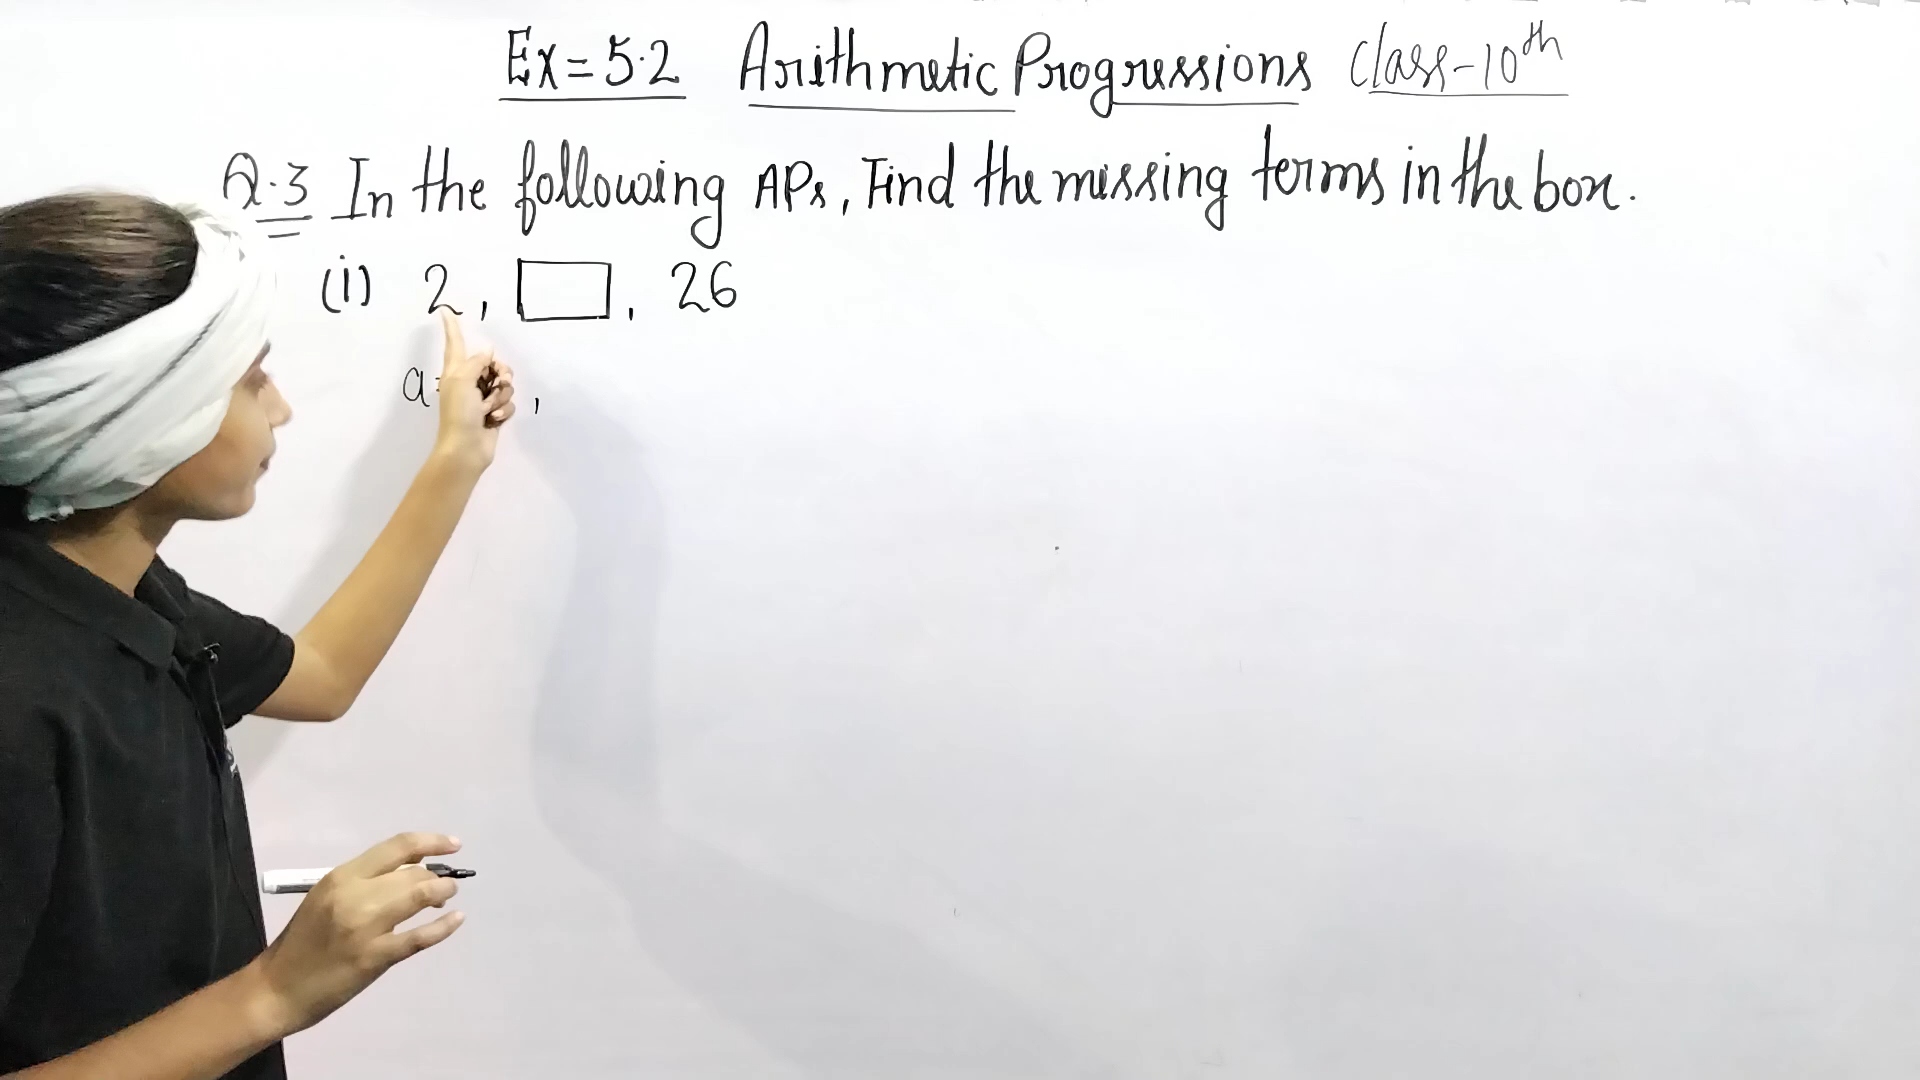 Ex = 5.2 Arithmetic Progressions Class-10th
Q.3 In the following APs, Find the missing terms in the box.
(i) 2, , 26
a= ,